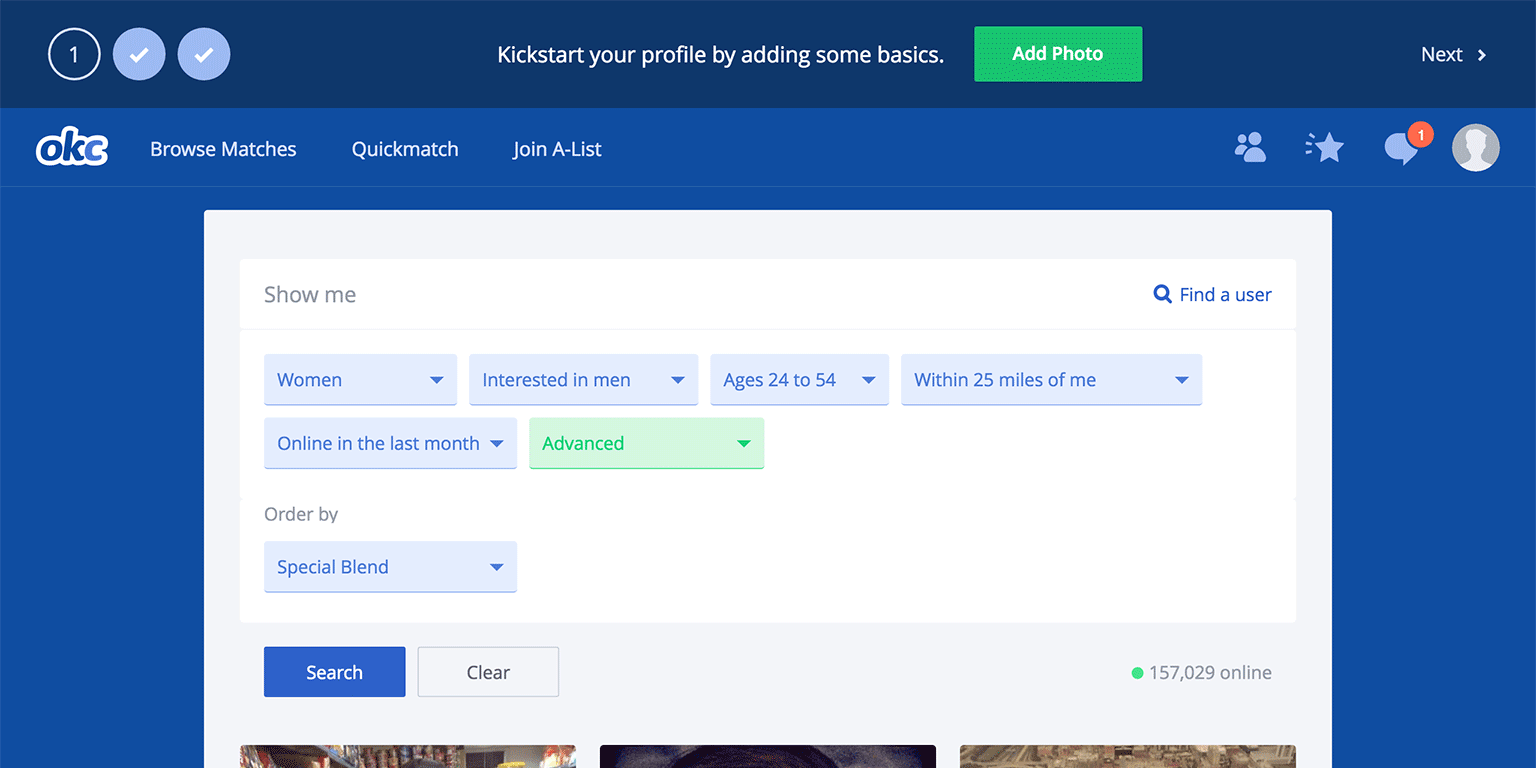 1 Kickstart your profile by adding some basics. Add Photo Next
okc Browse Matches Quickmatch Join A-List 1
Show me Find a user
Women Interested in men Ages 24 to 54 Within 25 miles of me
Online in the last month Advanced
Order by
Special Blend
Search Clear 157,029 online